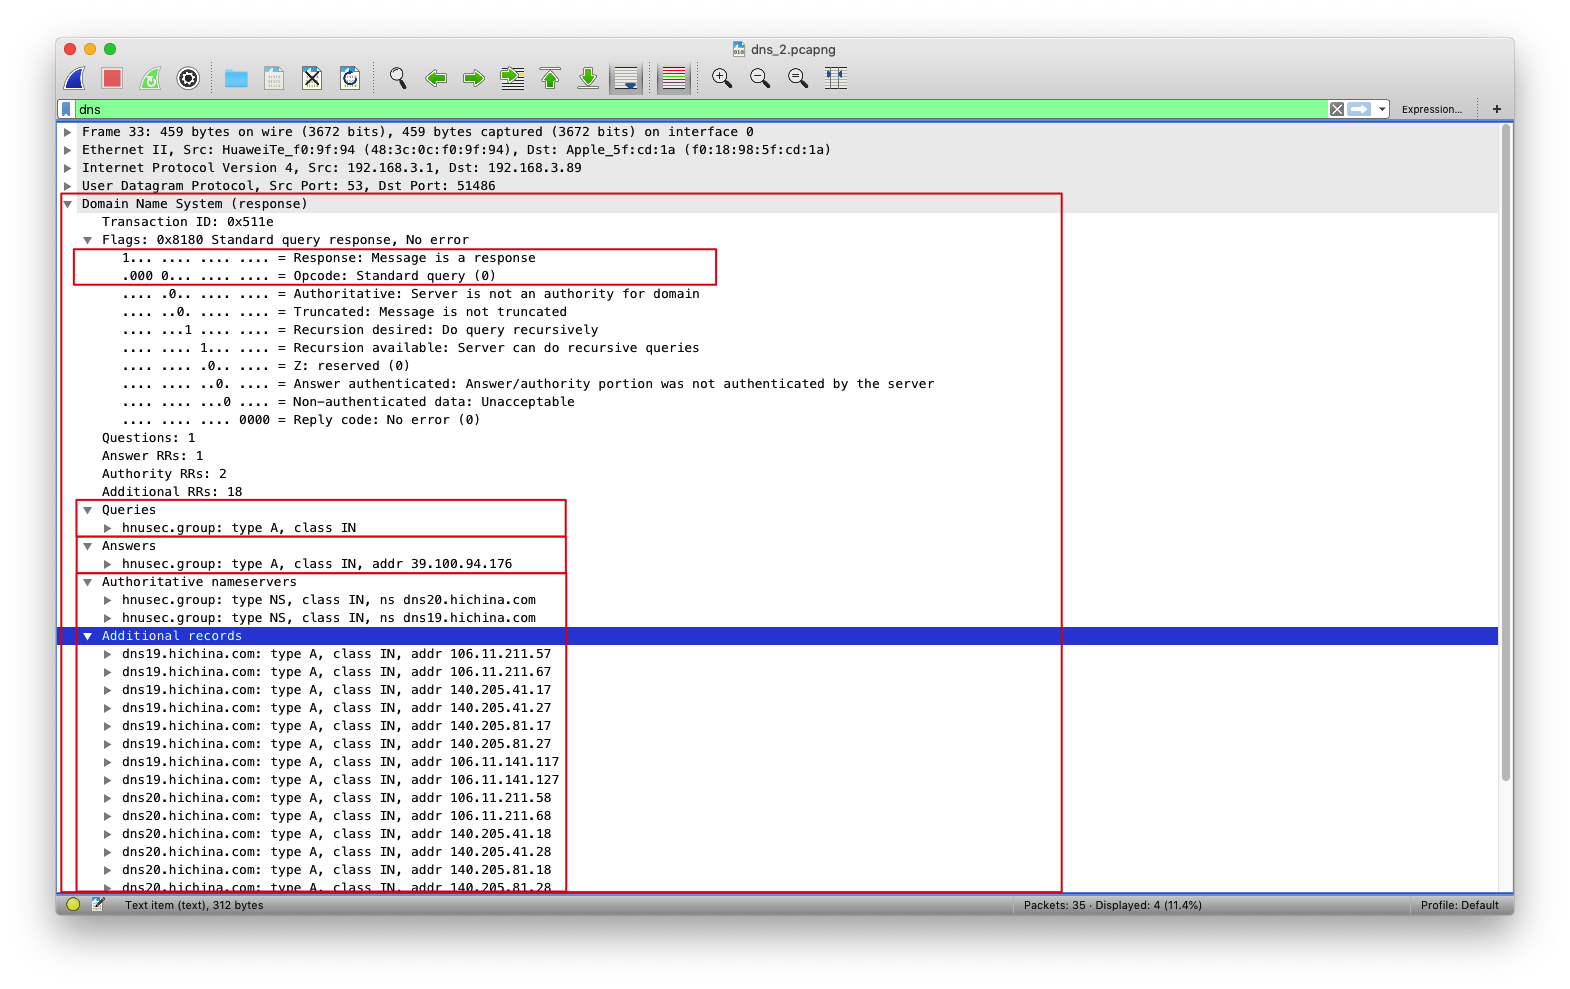 dns_2.pcapng
dns
Expression...
+
Frame 33: 459 bytes on wire (3672 bits), 459 bytes captured (3672 bits) on interface 0
Ethernet II, Src: HuaweiTe_f0:9f:94 (48:3c:0c:f0:9f:94), Dst: Apple_5f:cd:1a (f0:18:98:5f:cd:1a)
Internet Protocol Version 4, Src: 192.168.3.1, Dst: 192.168.3.89
User Datagram Protocol, Src Port: 53, Dst Port: 51486
Domain Name System (response)
Transaction ID: 0x511e
Flags: 0x8180 Standard query response, No error
1... .... .... .... = Response: Message is a response
.000 0... .... .... = Opcode: Standard query (0)
.... .0.. .... .... = Authoritative: Server is not an authority for domain
.... ..0. .... .... = Truncated: Message is not truncated
.... ...1 .... .... = Recursion desired: Do query recursively
.... .... 1... .... = Recursion available: Server can do recursive queries
.... .... .0.. .... = Z: reserved (0)
.... .... ..0. .... = Answer authenticated: Answer/authority portion was not authenticated by the server
.... .... ...0 .... = Non-authenticated data: Unacceptable
.... .... .... 0000 = Reply code: No error (0)
Questions: 1
Answer RRs: 1
Authority RRs: 2
Additional RRs: 18
Queries
hnusec.group: type A, class IN
Answers
hnusec.group: type A, class IN, addr 39.100.94.176
Authoritative nameservers
hnusec.group: type NS, class IN, ns dns20.hichina.com
hnusec.group: type NS, class IN, ns dns19.hichina.com
Additional records
dns19.hichina.com: type A, class IN, addr 106.11.211.57
dns19.hichina.com: type A, class IN, addr 106.11.211.67
dns19.hichina.com: type A, class IN, addr 140.205.41.17
dns19.hichina.com: type A, class IN, addr 140.205.41.27
dns19.hichina.com: type A, class IN, addr 140.205.81.17
dns19.hichina.com: type A, class IN, addr 140.205.81.27
dns19.hichina.com: type A, class IN, addr 106.11.141.117
dns19.hichina.com: type A, class IN, addr 106.11.141.127
dns20.hichina.com: type A, class IN, addr 106.11.211.58
dns20.hichina.com: type A, class IN, addr 106.11.211.68
dns20.hichina.com: type A, class IN, addr 140.205.41.18
dns20.hichina.com: type A, class IN, addr 140.205.41.28
dns20.hichina.com: type A, class IN, addr 140.205.81.18
dns20.hichina.com: type A, class IN, addr 140.205.81.28
Text item (text), 312 bytes
Packets: 35 · Displayed: 4 (11.4%)
Profile: Default